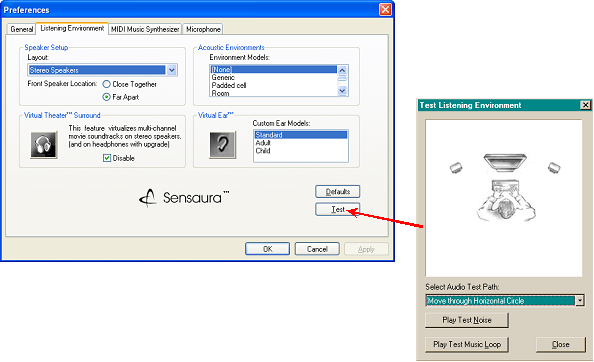 Preferences
General Listening Environment MIDI Music Synthesizer Microphone
Speaker Setup
Layout:
Stereo Speakers
Front Speaker Location: Close Together
Far Apart
Acoustic Environments
Environment Models:
(None)
Generic
Padded cell
Room
Virtual Theater™ Surround
This feature virtualizes multi-channel
movie soundtracks on stereo speakers.
(and on headphones with upgrade)
Disable
Virtual Ear™
Custom Ear Models:
Standard
Adult
Child
Sensaura™
Defaults
Test
OK Cancel Apply
Test Listening Environment
Select Audio Test Path:
Move through Horizontal Circle
Play Test Noise
Play Test Music Loop Close